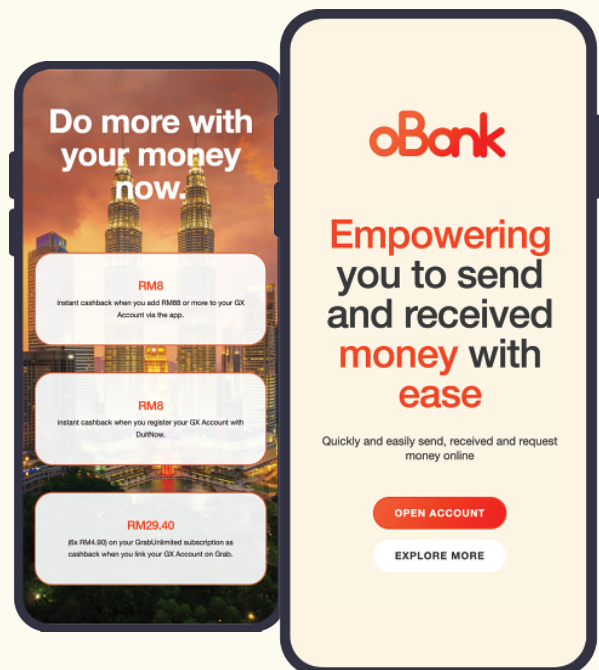 Do more with
your money
now.
RM8
instant cashback when you add RM88 or more to your GX
Account via the app.
RM8
instant cashback when you register your GX Account with
DuitNow.
RM29.40
(6x RM4.90) on your GrabUnlimited subscription as
cashback when you link your GX Account on Grab.
oBank
Empowering
you to send
and received
money with
ease
Quickly and easily send, received and request
money online
OPEN ACCOUNT
EXPLORE MORE